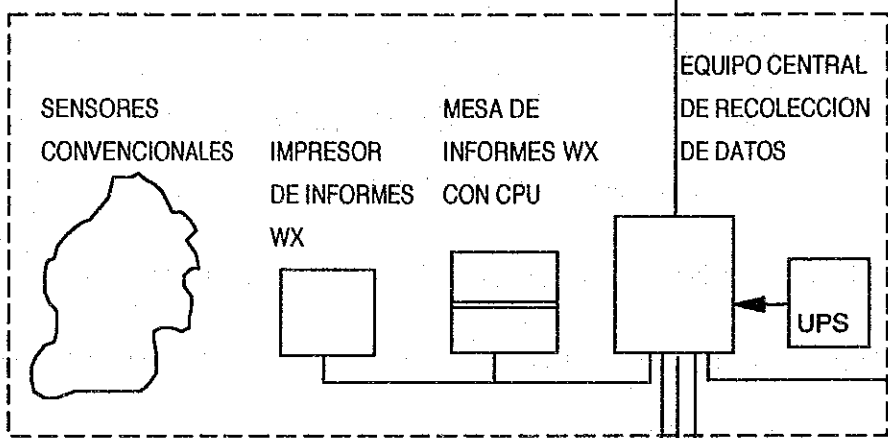 SENSORES
CONVENCIONALES
IMPRESOR
DE INFORMES
WX
MESA DE
INFORMES WX
CON CPU
EQUIPO CENTRAL
DE RECOLECCION
DE DATOS
UPS